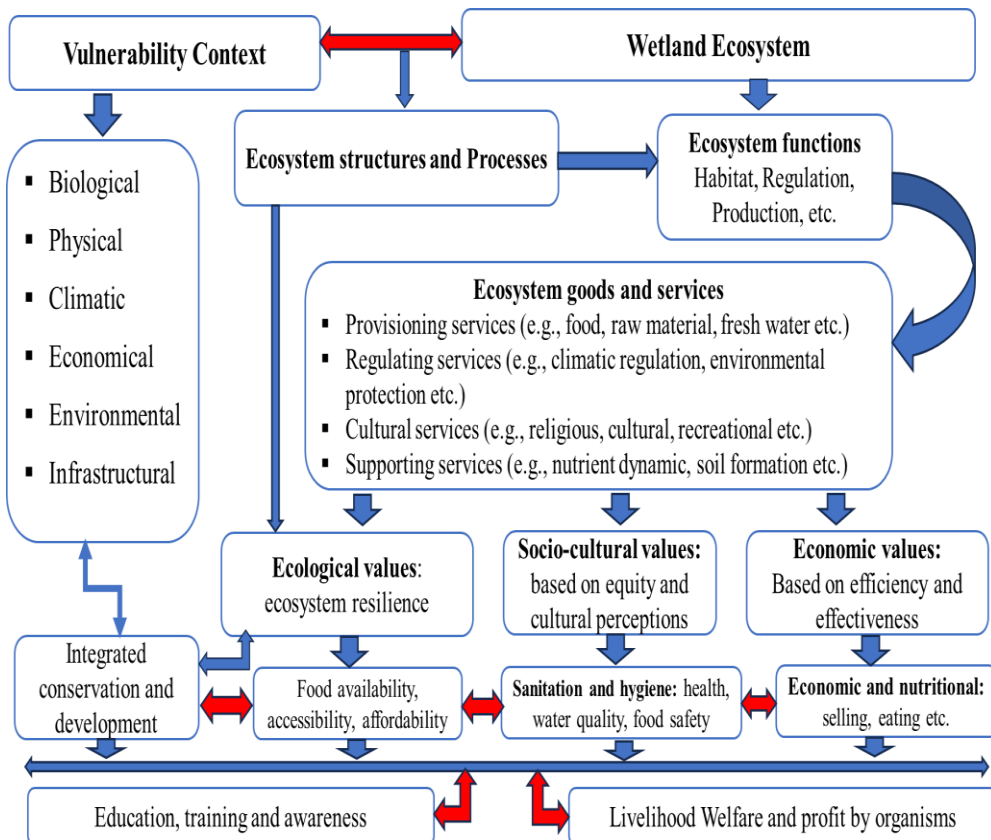 Vulnerability Context
Wetland Ecosystem
Ecosystem structures and Processes
Ecosystem functions
Habitat, Regulation,
Production, etc.
▪ Biological
▪ Physical
▪ Climatic
▪ Economical
▪ Environmental
▪ Infrastructural
Ecosystem goods and services
▪ Provisioning services (e.g., food, raw material, fresh water etc.)
▪ Regulating services (e.g., climatic regulation, environmental
protection etc.)
▪ Cultural services (e.g., religious, cultural, recreational etc.)
▪ Supporting services (e.g., nutrient dynamic, soil formation etc.)
Ecological values:
ecosystem resilience
Socio-cultural values:
based on equity and
cultural perceptions
Economic values:
Based on efficiency and
effectiveness
Integrated
conservation and
development
Food availability,
accessibility, affordability
Sanitation and hygiene: health,
water quality, food safety
Economic and nutritional:
selling, eating etc.
Education, training and awareness
Livelihood Welfare and profit by organisms